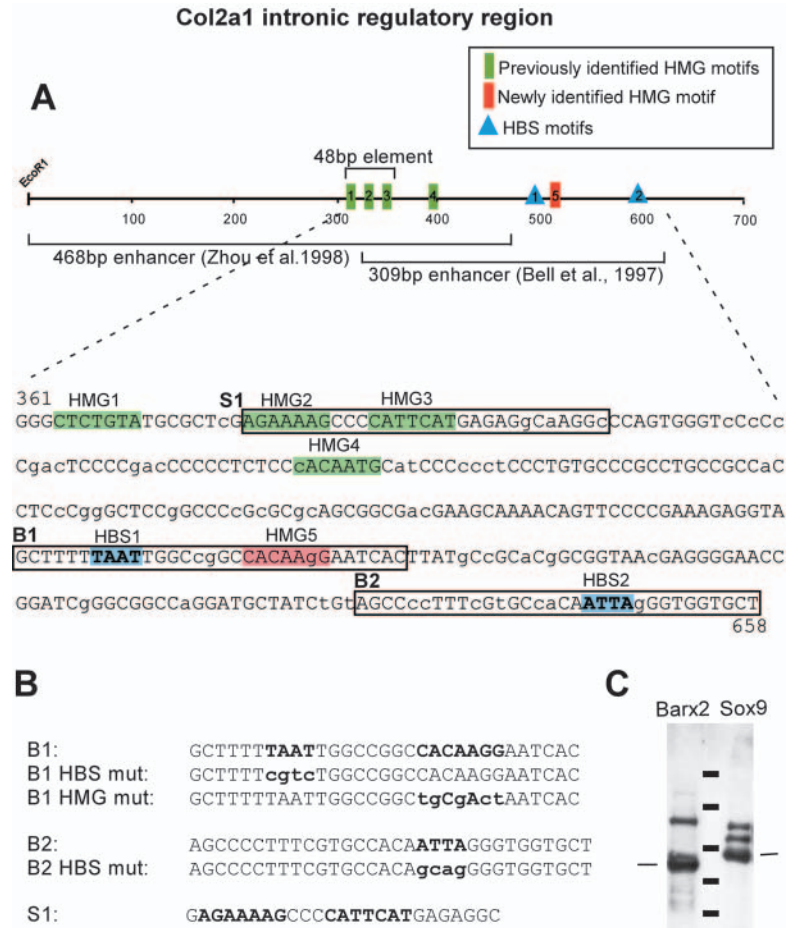 Col2a1 intronic regulatory region
Previously identified HMG motifs
Newly identified HMG motif
HBS motifs
A
EcoR1
48bp element
1 2 3 4 1 5 2
100 200 300 400 500 600 700
468bp enhancer (Zhou et al.1998)
309bp enhancer (Bell et al., 1997)
361 HMG1 S1 HMG2 HMG3
GGGCTCTGTATGCGCTcGAGAAAAGCCCCATTCATGAGAGgCaAGGcCCAGTGGGTcCcCc
HMG4
CgacTCCCCgacCCCCCTCTCCcACAATGCatCCCccctCCCTGTGCCCGCCTGCCGCCaC
CTCcCggGCTCCggCCCCcGcGcgcAGCGGCGacGAAGCAAAACAGTTCCCCGAAAGAGGTA
B1 HBS1 HMG5
GCTTTTTAATTGGCCggCCACAAgGAATCACTTATgCcGCaCgGCGGTAAcGAGGGGAACC
B2 HBS2
GGATCgGGCGGCCaGGATGCTATCtGtAGCCCcTTTcGtGCcaCAATTAgGGTGGTGCT
658
B
B1: GCTTTTTAATTGGCCGGCCACAAGGAATCAC
B1 HBS mut: GCTTTTcgtcTGGCCGGCCACAAGGAATCAC
B1 HMG mut: GCTTTTTAATTGGCCGGCtgCgActAATCAC
B2: AGCCCCTTTCGTGCCACAATTAGGGTGGTGCT
B2 HBS mut: AGCCCCTTTCGTGCCACAgcagGGGTGGTGCT
S1: GAGAAAAGCCCCATTCATGAGAGGC
C
Barx2 Sox9